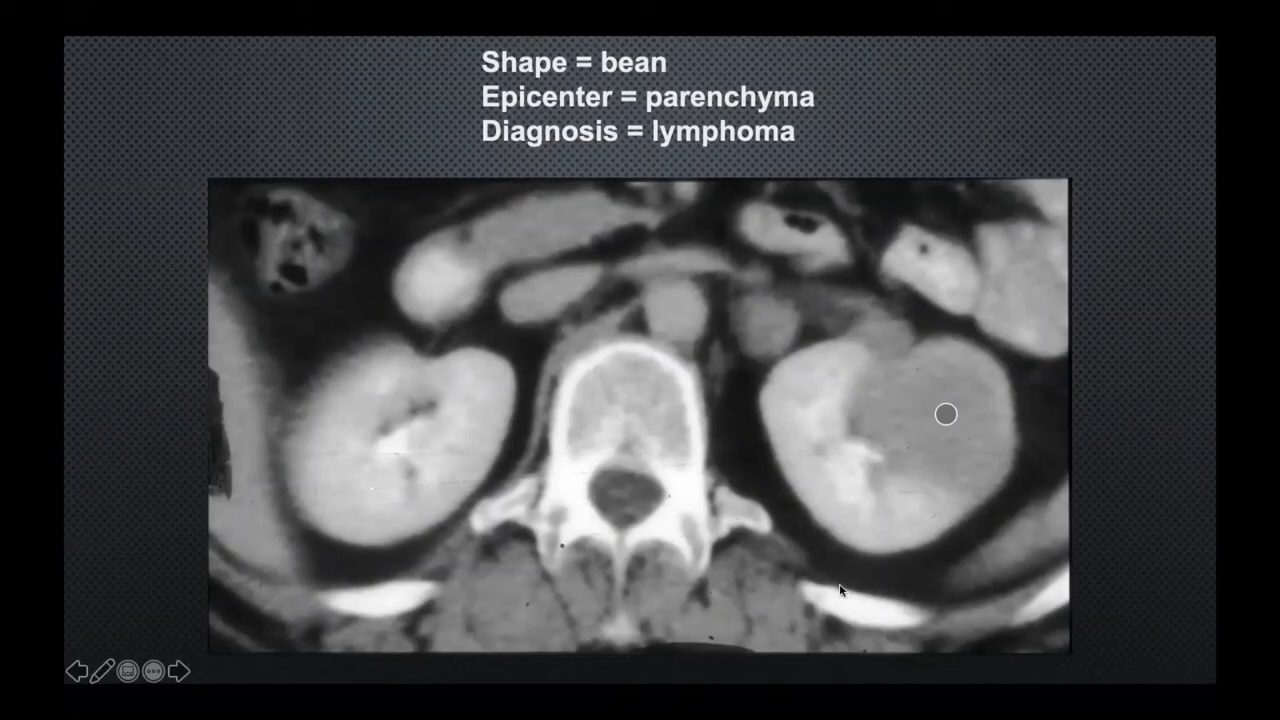 Shape = bean
Epicenter = parenchyma
Diagnosis = lymphoma